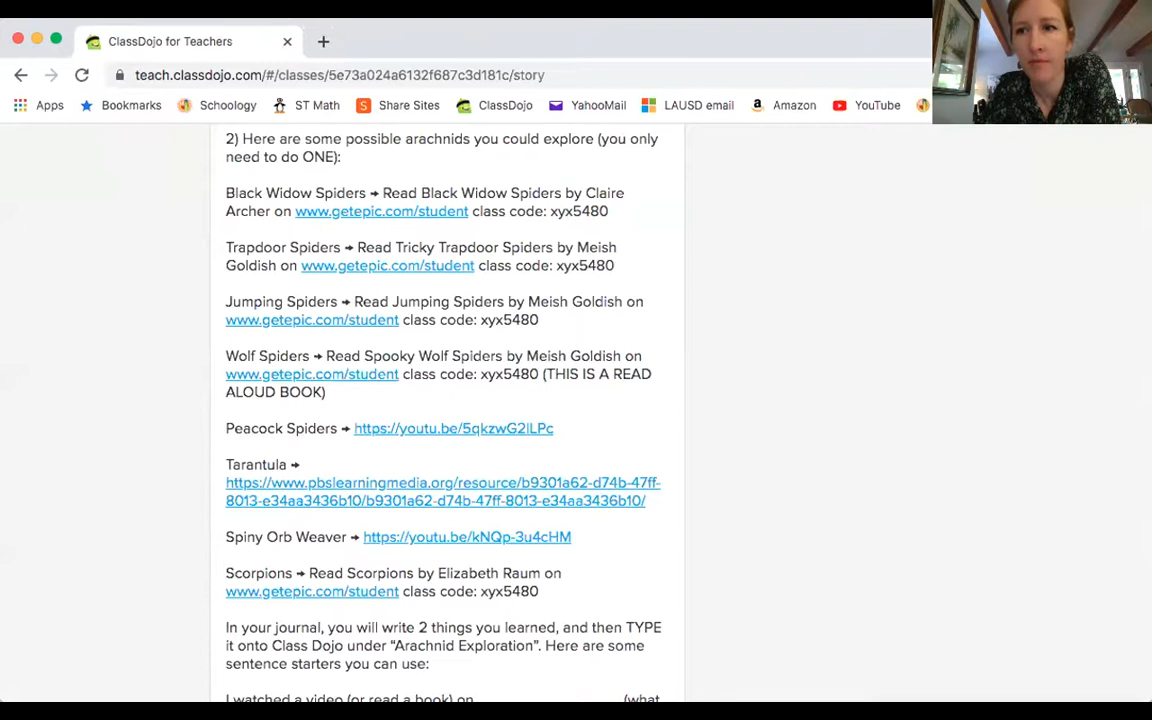 ClassDojo for Teachers
teach.classdojo.com/#/classes/5e73a024a6132f687c3d181c/story
Apps Bookmarks Schoology ST Math Share Sites ClassDojo YahooMail LAUSD email Amazon YouTube
2) Here are some possible arachnids you could explore (you only
need to do ONE):
Black Widow Spiders → Read Black Widow Spiders by Claire
Archer on www.getepic.com/student class code: xyx5480
Trapdoor Spiders → Read Tricky Trapdoor Spiders by Meish
Goldish on www.getepic.com/student class code: xyx5480
Jumping Spiders → Read Jumping Spiders by Meish Goldish on
www.getepic.com/student class code: xyx5480
Wolf Spiders → Read Spooky Wolf Spiders by Meish Goldish on
www.getepic.com/student class code: xyx5480 (THIS IS A READ
ALOUD BOOK)
Peacock Spiders → https://youtu.be/5qkzwG2lLPc
Tarantula →
https://www.pbslearningmedia.org/resource/b9301a62-d74b-47ff-
8013-e34aa3436b10/b9301a62-d74b-47ff-8013-e34aa3436b10/
Spiny Orb Weaver → https://youtu.be/kNQp-3u4cHM
Scorpions → Read Scorpions by Elizabeth Raum on
www.getepic.com/student class code: xyx5480
In your journal, you will write 2 things you learned, and then TYPE
it onto Class Dojo under “Arachnid Exploration”. Here are some
sentence starters you can use:
I watched a video (or read a book) on ____________________ (what